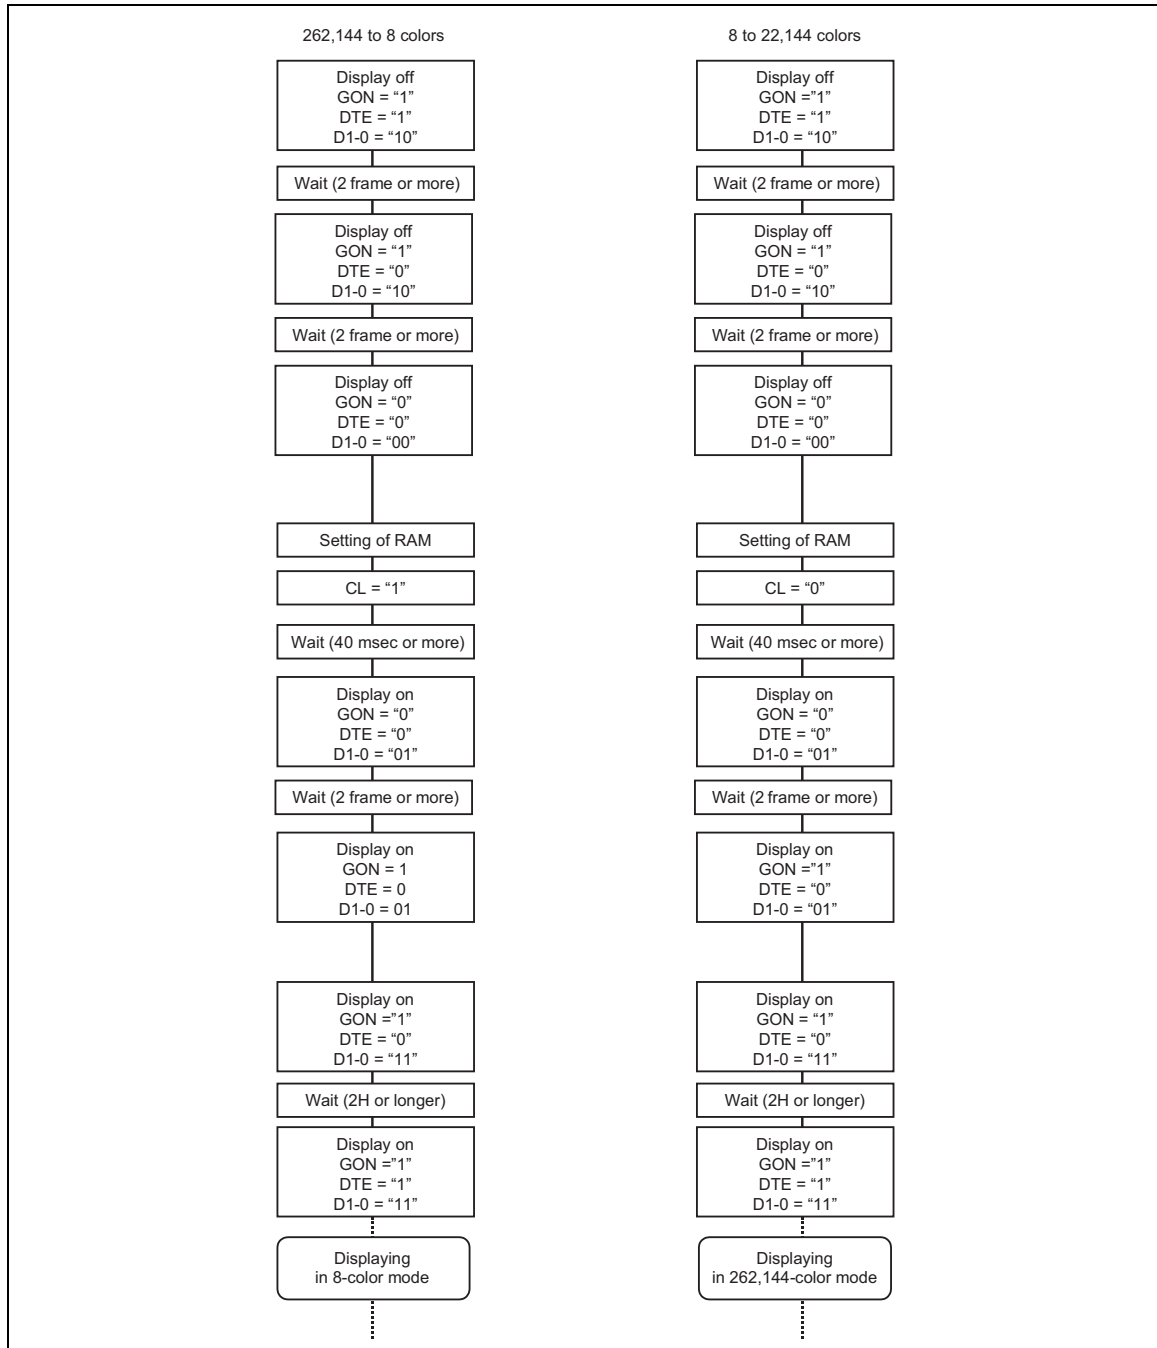 262,144 to 8 colors
Display off
GON = “1”
DTE = “1”
D1-0 = “10”
Wait (2 frame or more)
Display off
GON = “1”
DTE = “0”
D1-0 = “10”
Wait (2 frame or more)
Display off
GON = “0”
DTE = “0”
D1-0 = “00”
Setting of RAM
CL = “1”
Wait (40 msec or more)
Display on
GON = “0”
DTE = “0”
D1-0 = “01”
Wait (2 frame or more)
Display on
GON = 1
DTE = 0
D1-0 = 01
Display on
GON =”1”
DTE = “0”
D1-0 = “11”
Wait (2H or longer)
Display on
GON =”1”
DTE = “1”
D1-0 = “11”
Displaying
in 8-color mode
8 to 22,144 colors
Display off
GON =”1”
DTE = “1”
D1-0 = “10”
Wait (2 frame or more)
Display off
GON = “1”
DTE = “0”
D1-0 = “10”
Wait (2 frame or more)
Display off
GON = “0”
DTE = “0”
D1-0 = “00”
Setting of RAM
CL = “0”
Wait (40 msec or more)
Display on
GON = “0”
DTE = “0”
D1-0 = “01”
Wait (2 frame or more)
Display on
GON =”1”
DTE = “0”
D1-0 = “01”
Display on
GON = “1”
DTE = “0”
D1-0 = “11”
Wait (2H or longer)
Display on
GON =”1”
DTE = “1”
D1-0 = “11”
Displaying
in 262,144-color mode